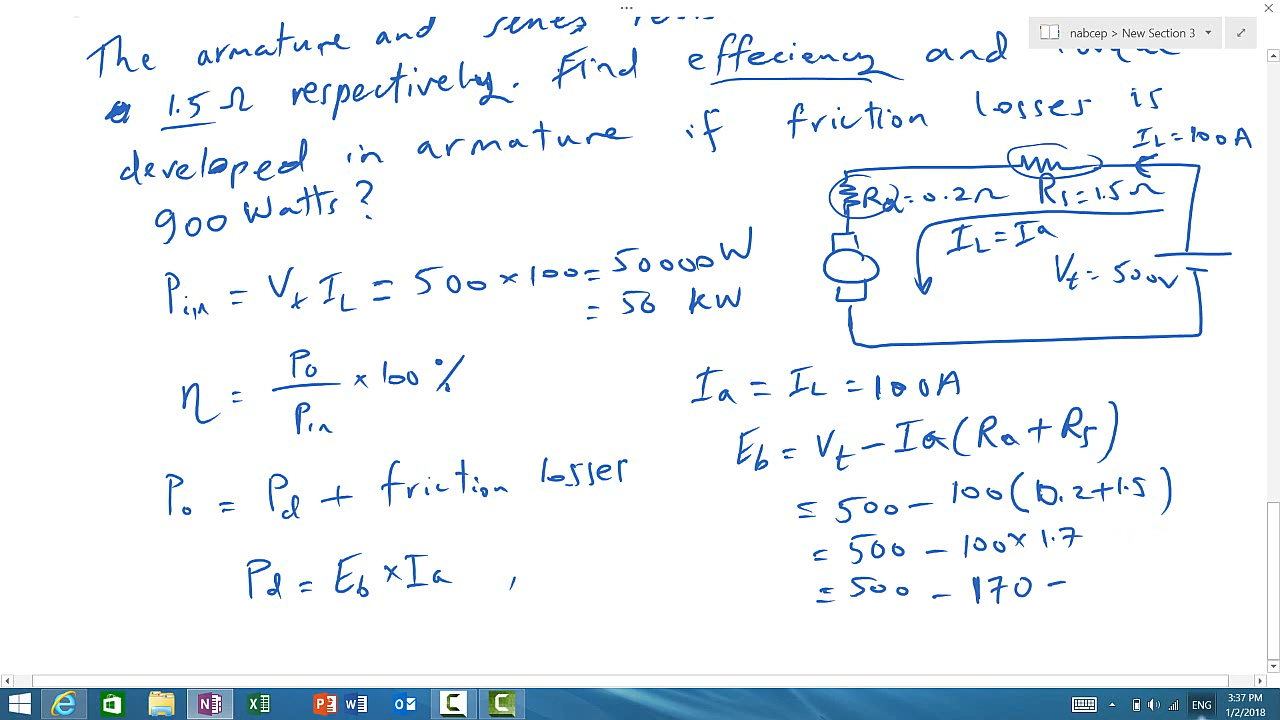 nabcep > New Section 3
The armature and series
1.5 Ω respectively. Find effeciency and
developed in armature if friction losses is
900 Watts?
IL=100A
Ra=0.2Ω Rs=1.5Ω
IL=Ia
Vt=500V
Pin = Vt IL = 500 × 100 = 50000W
= 50 kW
η = Po/Pin × 100%
Po = Pd + friction losser
Pd = Eb × Ia ,
Ia = IL = 100A
Eb = Vt − Ia(Ra + Rs)
= 500 − 100(0.2+1.5)
= 500 − 100×1.7
= 500 − 170 −
ENG
3:37 PM
1/2/2018